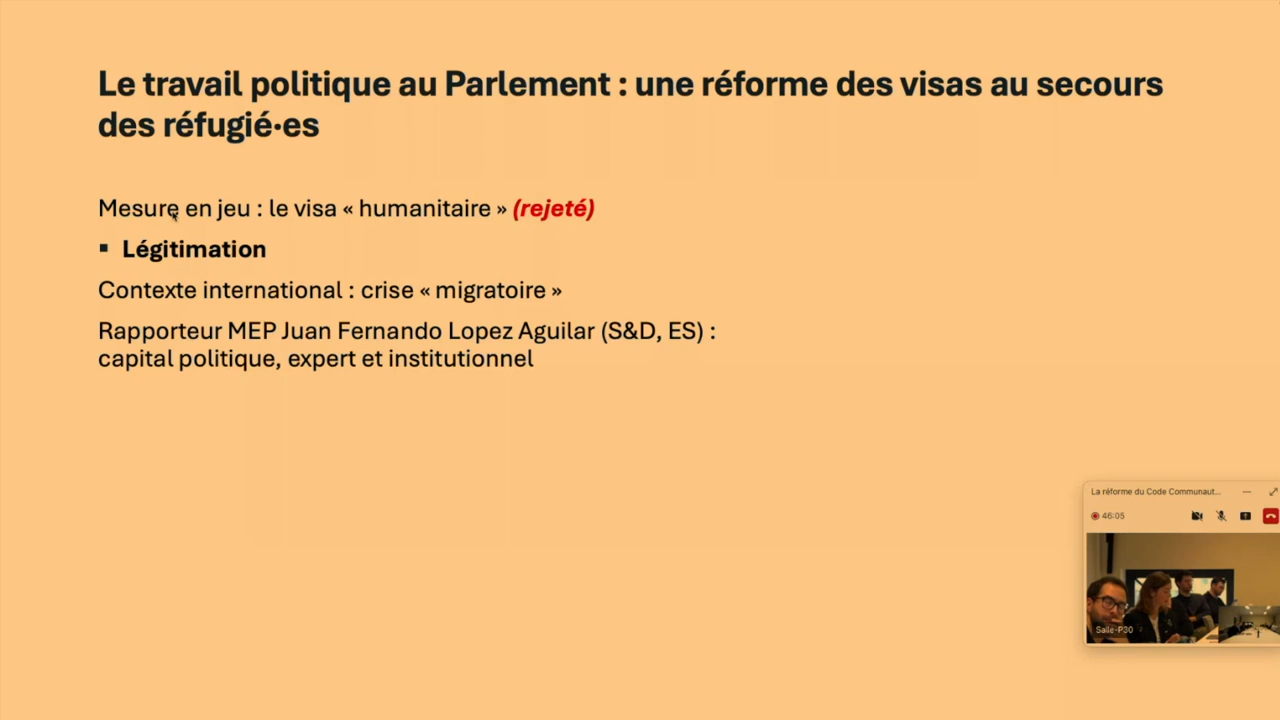 Le travail politique au Parlement : une réforme des visas au secours
des réfugié·es
Mesure en jeu : le visa « humanitaire » (rejeté)
▪ Légitimation
Contexte international : crise « migratoire »
Rapporteur MEP Juan Fernando Lopez Aguilar (S&D, ES) :
capital politique, expert et institutionnel
La réforme du Code Communaut...
46:05
Salle-P30